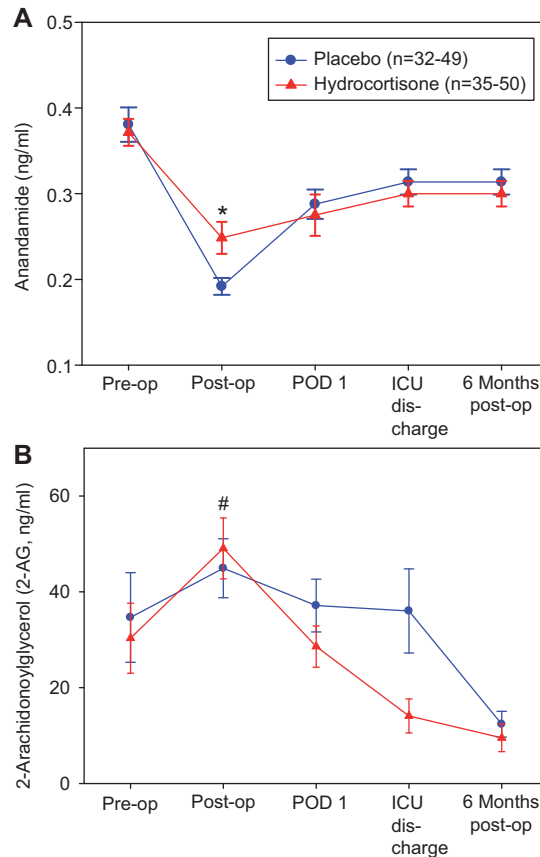 A
Placebo (n=32-49)
Hydrocortisone (n=35-50)
Anandamide (ng/ml)
0.4
0.3
0.2
0.1
*
Pre-op
Post-op
POD 1
ICU
dis-
charge
6 Months
post-op
B
2-Arachidonoylglycerol (2-AG, ng/ml)
60
40
20
0
#
Pre-op
Post-op
POD 1
ICU
dis-
charge
6 Months
post-op